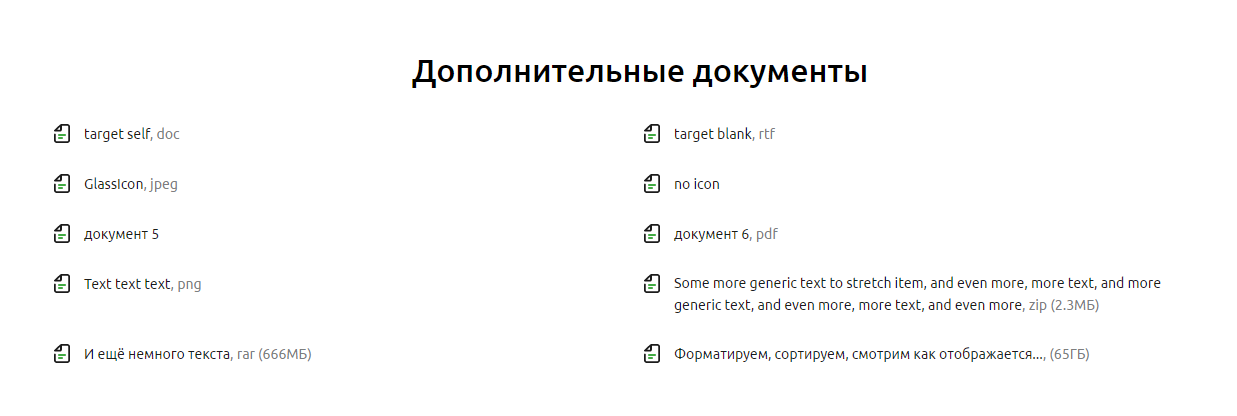 Дополнительные документы
target self, doc
target blank, rtf
GlassIcon, jpeg
no icon
документ 5
документ 6, pdf
Text text text, png
Some more generic text to stretch item, and even more, more text, and more
generic text, and even more, more text, and even more, zip (2.3МБ)
И ещё немного текста, rar (666МБ)
Форматируем, сортируем, смотрим как отображается..., (65ГБ)